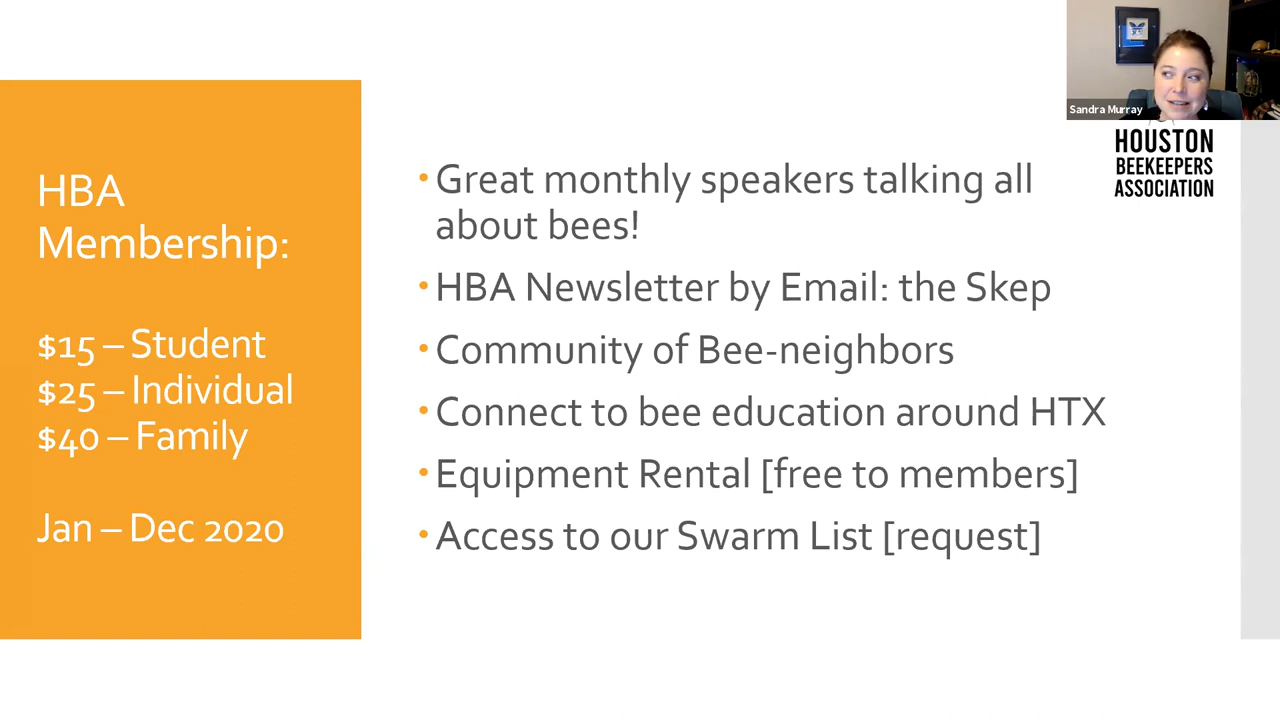 HBA
Membership:
$15 – Student
$25 – Individual
$40 – Family
Jan – Dec 2020
• Great monthly speakers talking all
about bees!
• HBA Newsletter by Email: the Skep
• Community of Bee-neighbors
• Connect to bee education around HTX
• Equipment Rental [free to members]
• Access to our Swarm List [request]
Sandra Murray
HOUSTON
BEEKEEPERS
ASSOCIATION